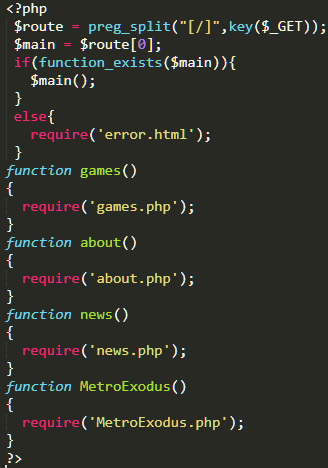 <?php
$route = preg_split("[/]",key($_GET));
$main = $route[0];
if(function_exists($main)){
$main();
}
else{
require('error.html');
}
function games()
{
require('games.php');
}
function about()
{
require('about.php');
}
function news()
{
require('news.php');
}
function MetroExodus()
{
require('MetroExodus.php');
}
?>